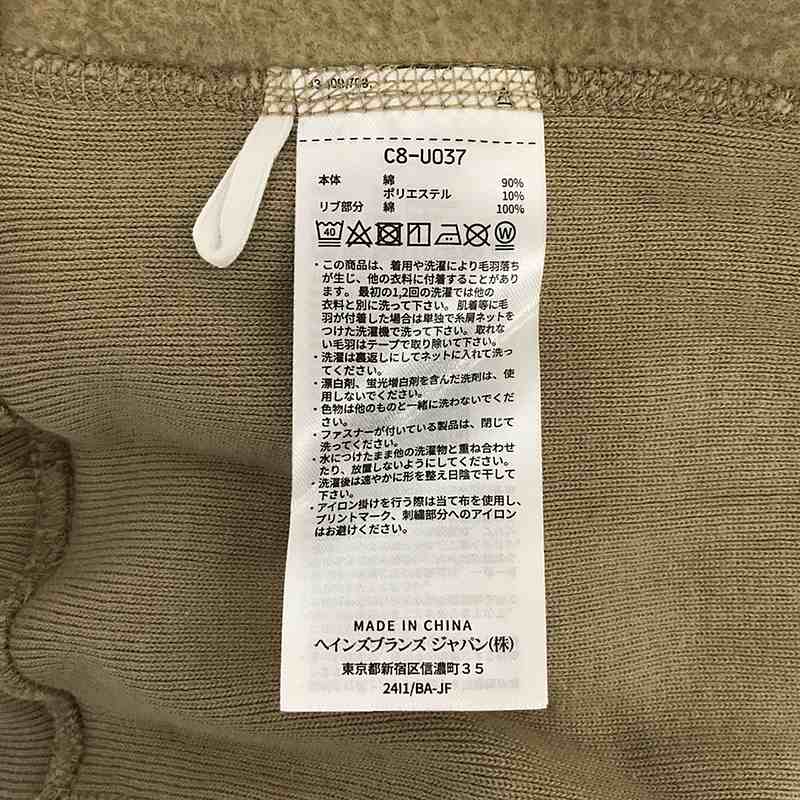 C8-U037
本体 綿 90%
ポリエステル 10%
リブ部分 綿 100%
40 W
・この商品は、着用や洗濯により毛羽落ち
が生じ、他の衣料に付着することがあり
ます。最初の1,2回の洗濯では他の
衣料と別に洗って下さい。肌着等に毛
羽が付着した場合は単独で糸屑ネットを
つけた洗濯機で洗って下さい。取れな
い毛羽はテープで取り除いて下さい。
・洗濯は裏返しにしてネットに入れて洗っ
てください。
・漂白剤、蛍光増白剤を含んだ洗剤は、使
用しないでください。
・色物は他のものと一緒に洗わないでくだ
さい。
・ファスナーが付いている製品は、閉じて
洗ってください。
・水につけたまま他の洗濯物と重ね合わせ
たり、放置しないようにしてください。
・洗濯後は速やかに形を整え日陰で干して
下さい。
・アイロン掛けを行う際は当て布を使用し、
プリントマーク、刺繍部分へのアイロン
はお避けください。
MADE IN CHINA
ヘインズブランズ ジャパン(株)
東京都新宿区信濃町35
24I1/BA-JF